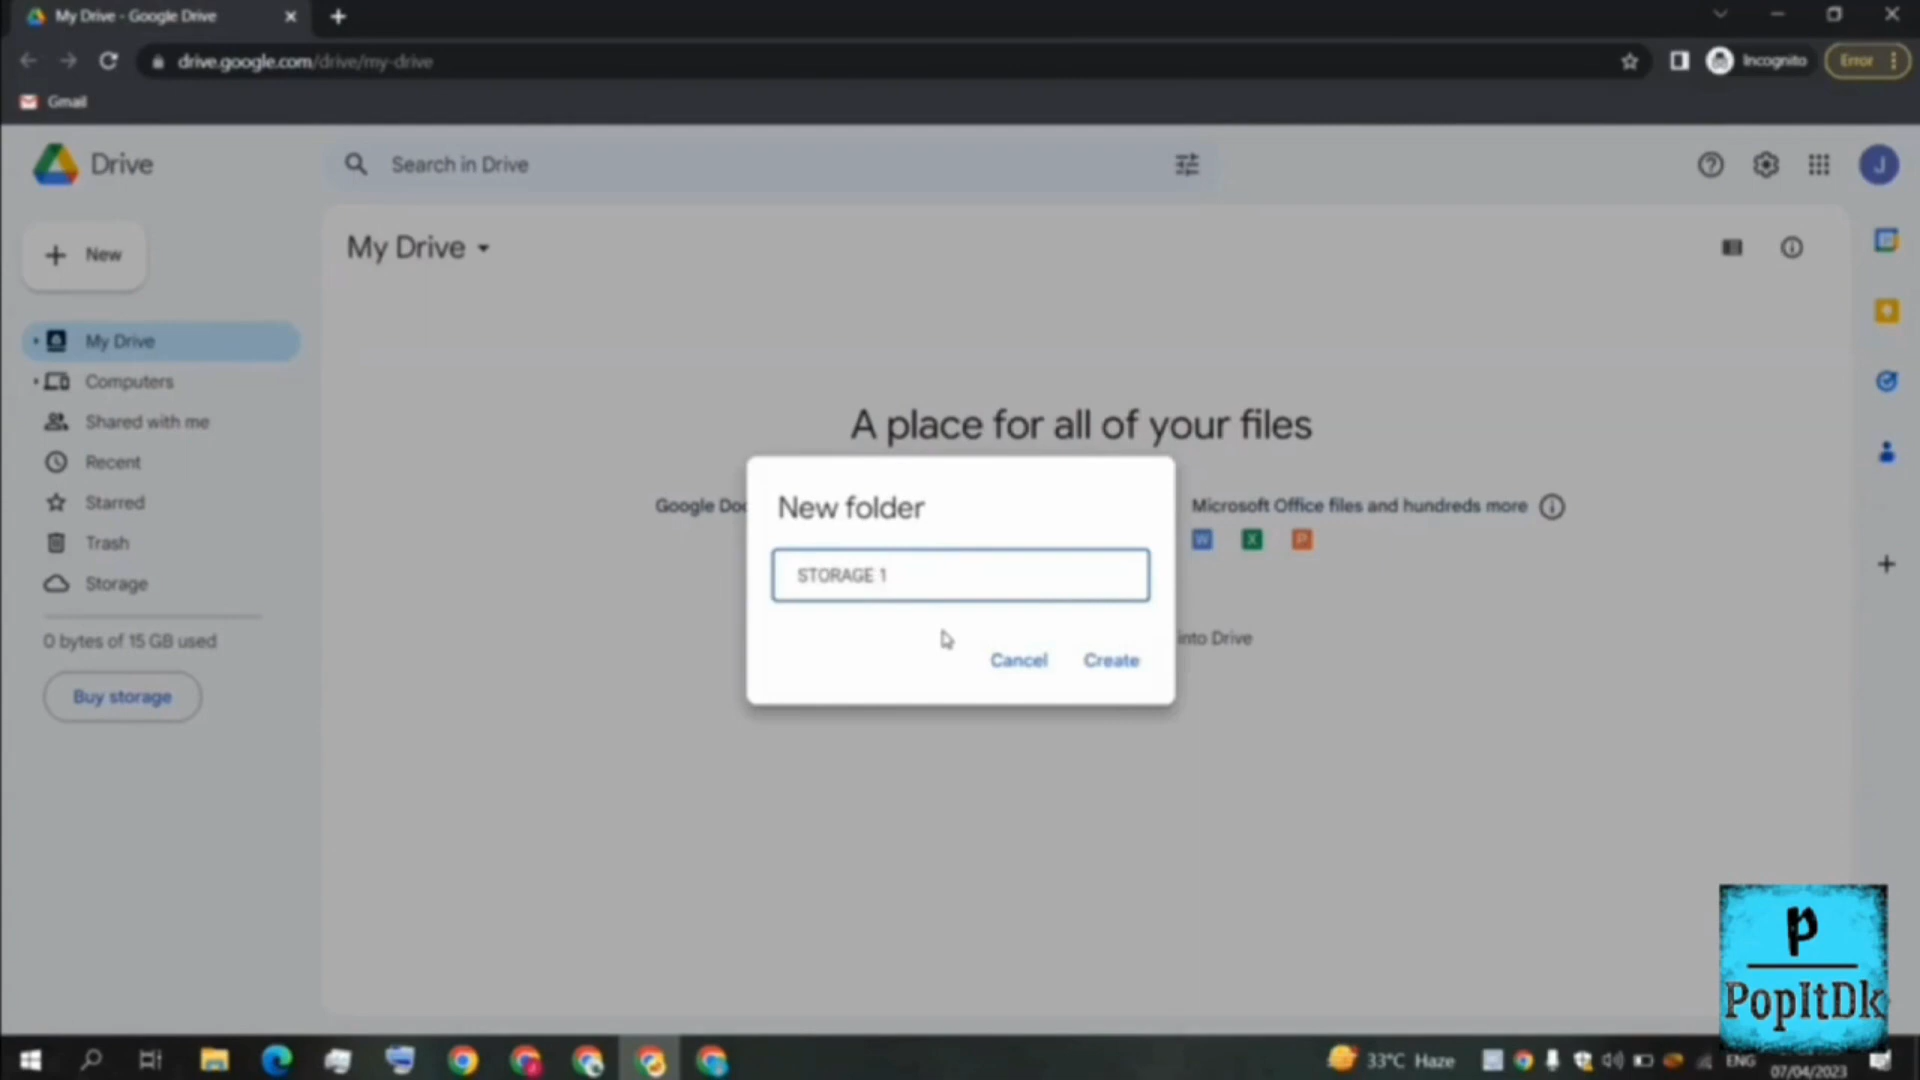 My Drive - Google Drive
drive.google.com/drive/my-drive
Incognito
Error
Gmail
Drive
Search in Drive
J
New
My Drive
My Drive
Computers
Shared with me
Recent
Starred
Trash
Storage
0 bytes of 15 GB used
Buy storage
A place for all of your files
Google Doc
Microsoft Office files and hundreds more
W X P
into Drive
New folder
STORAGE 1
Cancel
Create
p
PopItDk
33°C Haze
ENG
07/04/2023